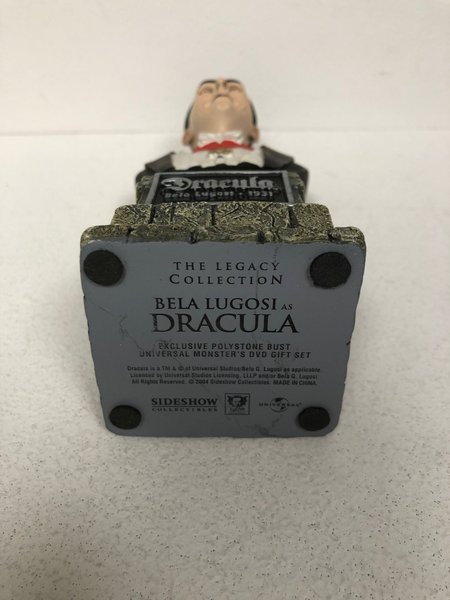 Dracula
Bela Lugosi - 1931
THE LEGACY
COLLECTION
BELA LUGOSI AS
DRACULA
EXCLUSIVE POLYSTONE BUST
UNIVERSAL MONSTER'S DVD GIFT SET
Dracula is a TM & © of Universal Studios/Bela G. Lugosi as applicable.
Licensed by Universal Studios Licensing, LLLP and/or Bela G. Lugosi
All Rights Reserved. © 2004 Sideshow Collectibles. MADE IN CHINA.
SIDESHOW
COLLECTIBLES
UNIVERSAL